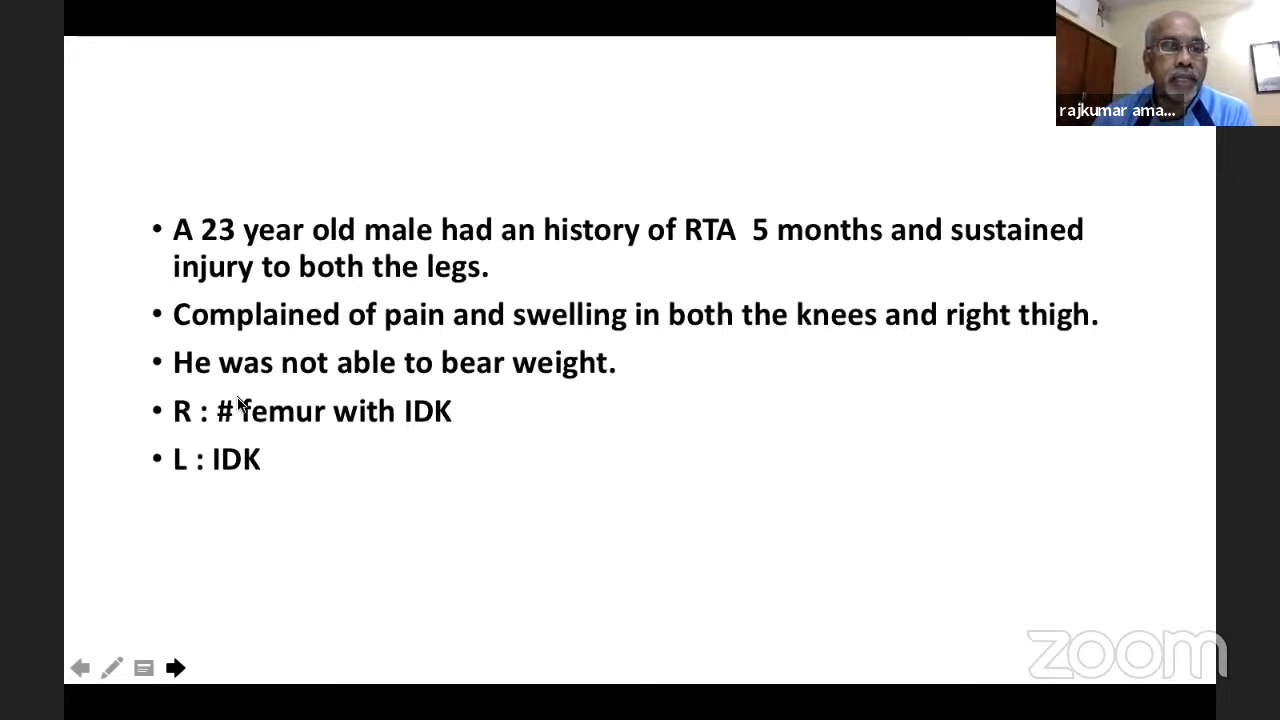 rajkumar ama...
• A 23 year old male had an history of RTA 5 months and sustained
injury to both the legs.
• Complained of pain and swelling in both the knees and right thigh.
• He was not able to bear weight.
• R : # femur with IDK
• L : IDK
zoom